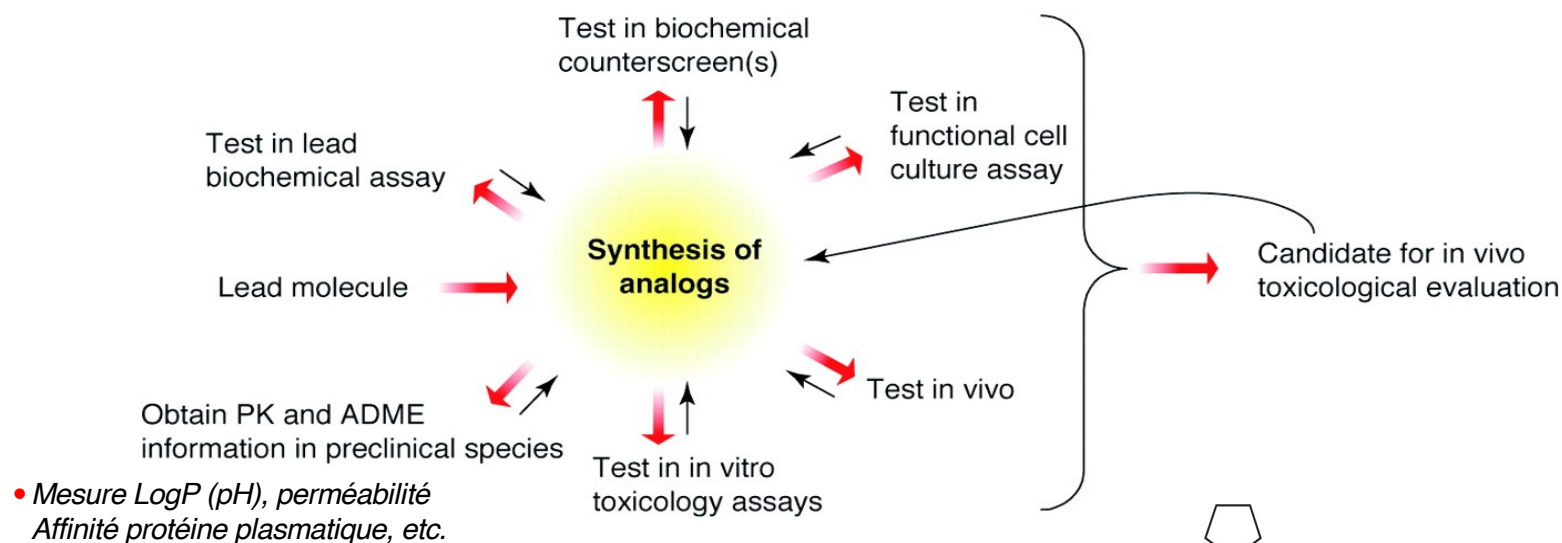 Test in biochemical
counterscreen(s)
Test in
functional cell
culture assay
Test in lead
biochemical assay
Synthesis of
analogs
Candidate for in vivo
toxicological evaluation
Lead molecule
Test in vivo
Obtain PK and ADME
information in preclinical species
Test in in vitro
toxicology assays
• Mesure LogP (pH), perméabilité
Affinité protéine plasmatique, etc.